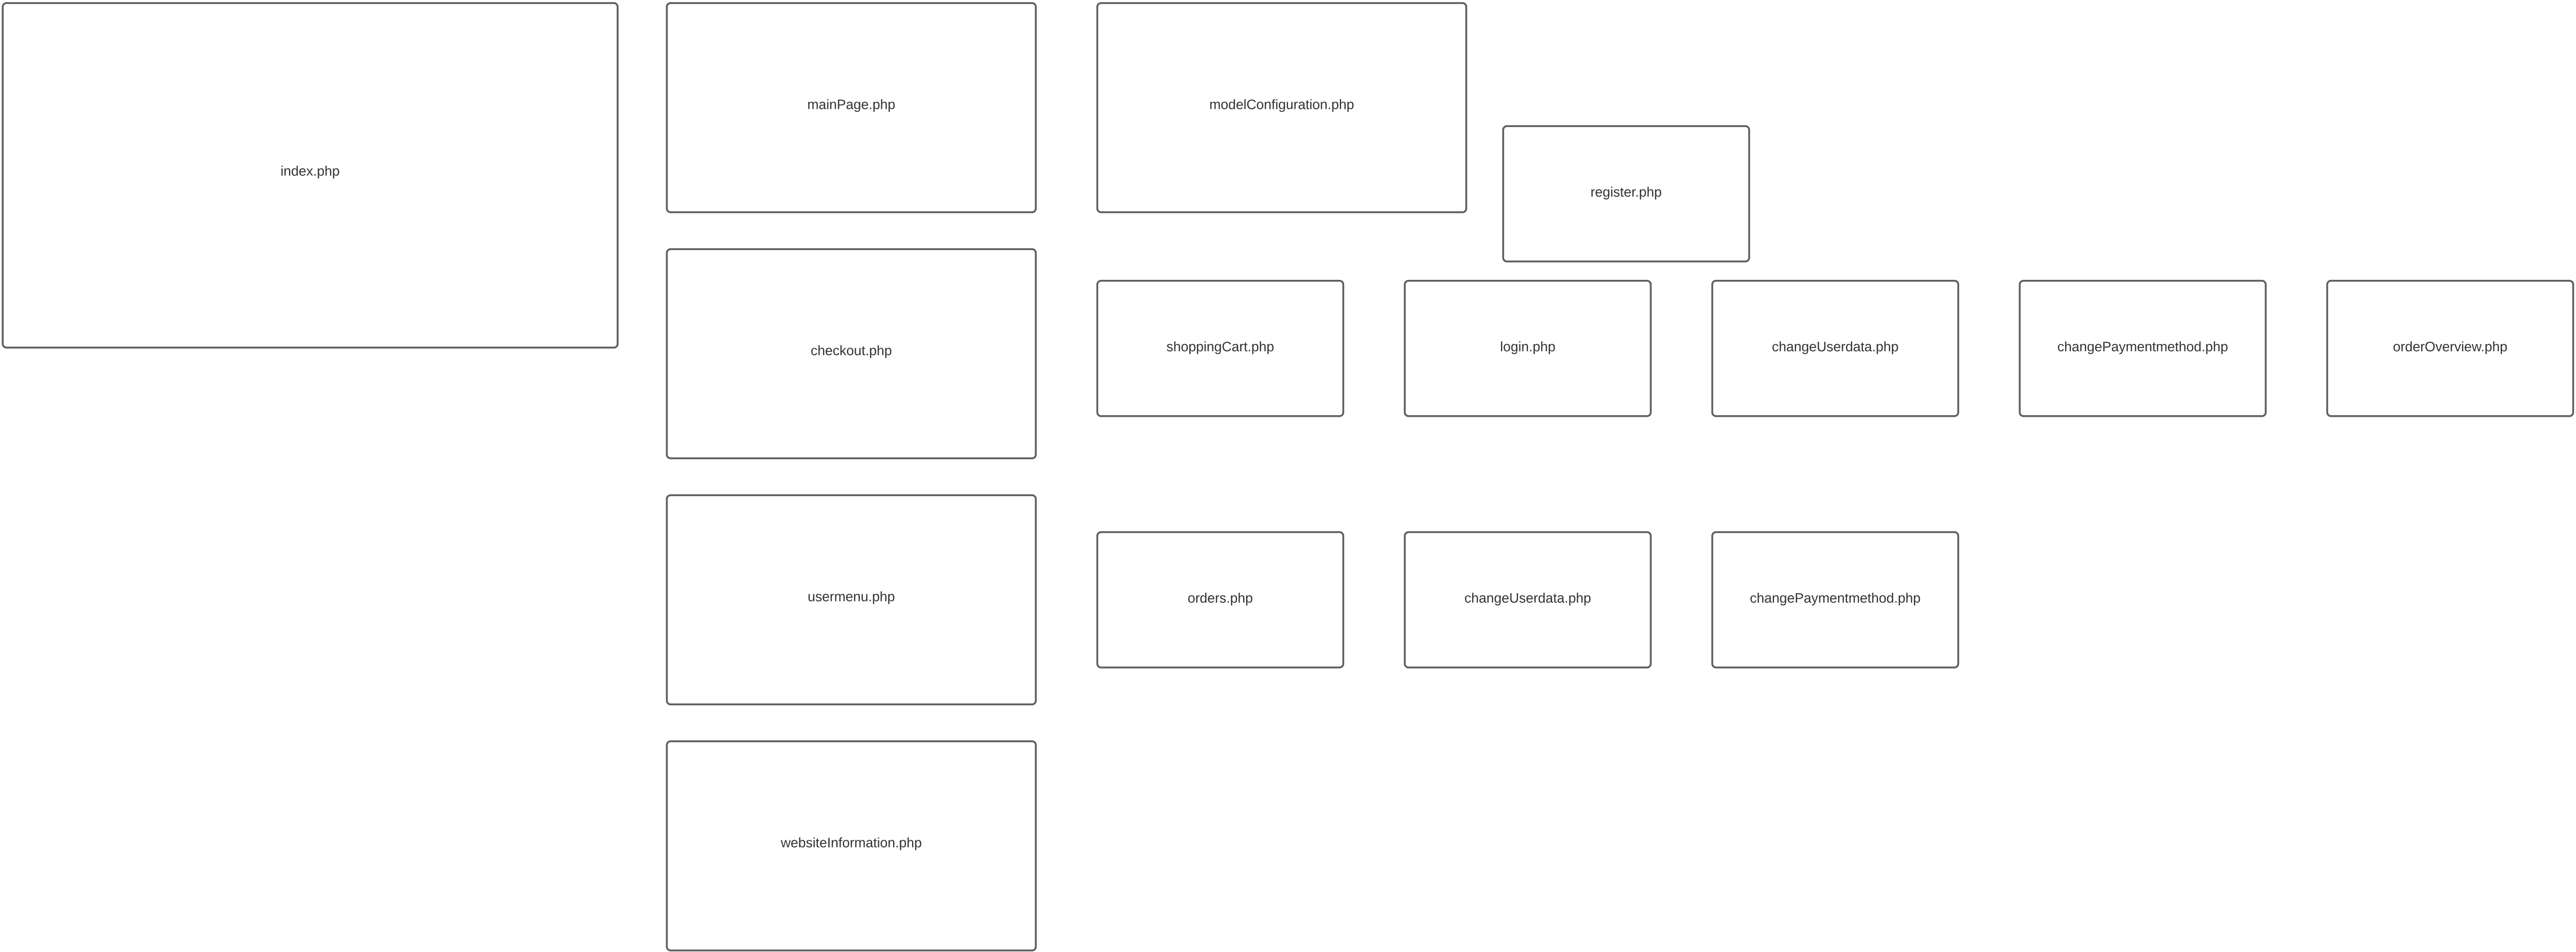 index.php
mainPage.php
modelConfiguration.php
register.php
checkout.php
shoppingCart.php
login.php
changeUserdata.php
changePaymentmethod.php
orderOverview.php
usermenu.php
orders.php
changeUserdata.php
changePaymentmethod.php
websiteInformation.php